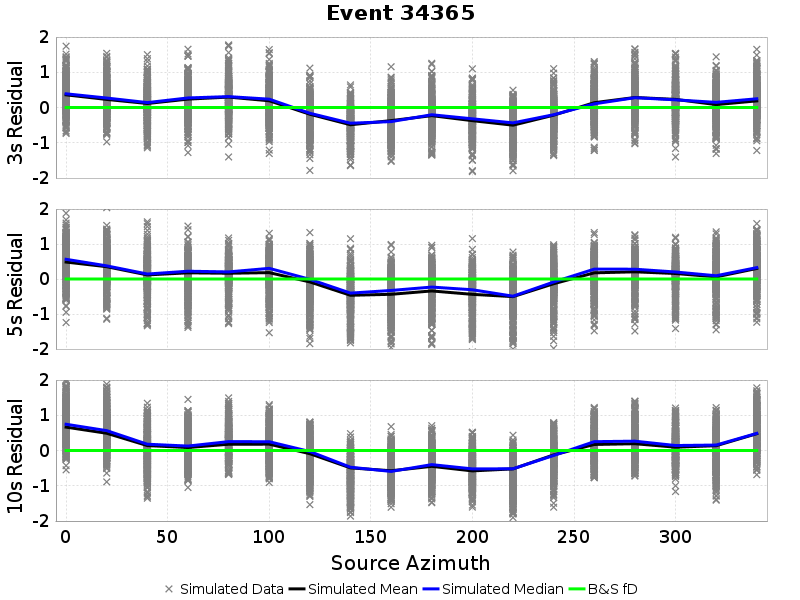 Event 34365
3s Residual
2
1
0
-1
-2
5s Residual
2
1
0
-1
-2
10s Residual
2
1
0
-1
-2
0 50 100 150 200 250 300
Source Azimuth
Simulated Data Simulated Mean Simulated Median B&S fD